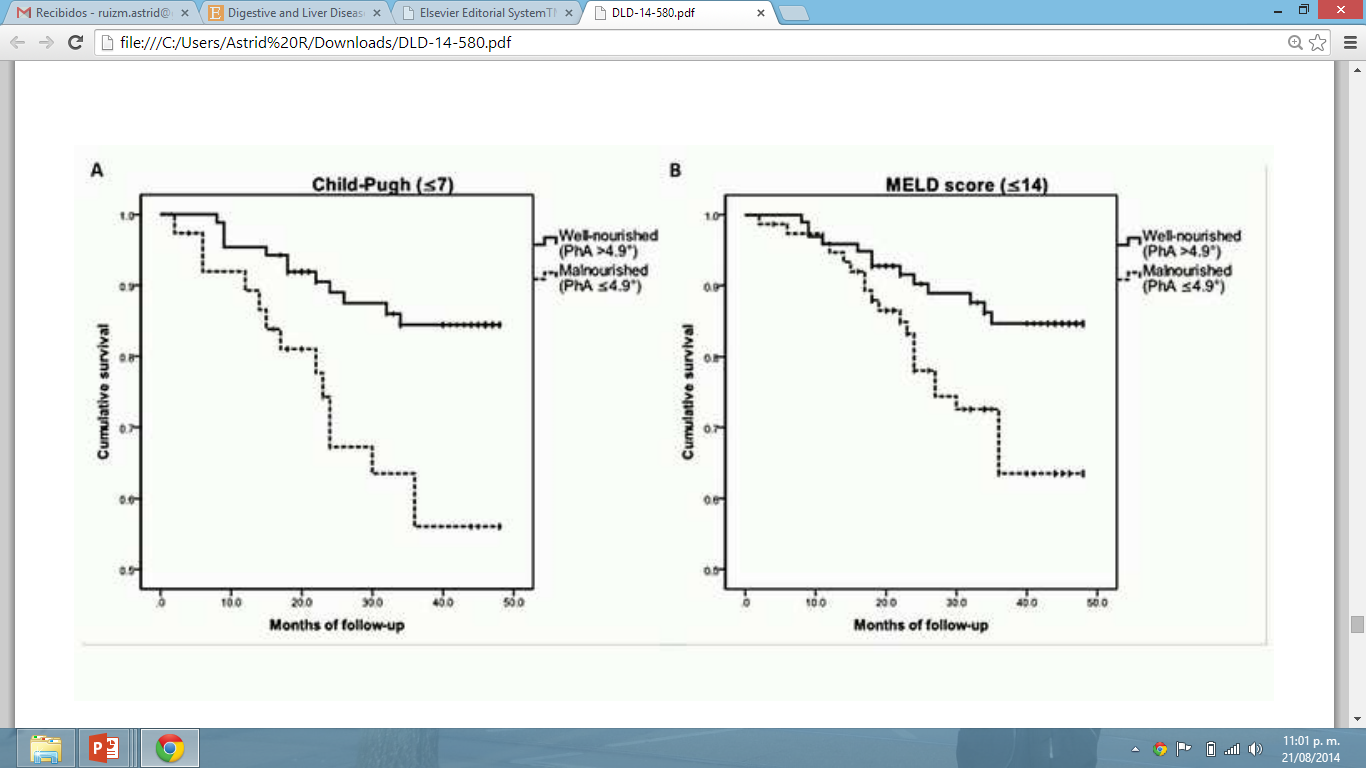 Recibidos - ruizm.astrid@
Digestive and Liver Diseas
Elsevier Editorial SystemT
DLD-14-580.pdf
file:///C:/Users/Astrid%20R/Downloads/DLD-14-580.pdf
A
Child-Pugh (≤7)
1.0
0.9
0.8
0.7
0.6
0.5
Cumulative survival
.0 10.0 20.0 30.0 40.0 50.0
Months of follow-up
Well-nourished
(PhA >4.9°)
Malnourished
(PhA ≤4.9°)
B
MELD score (≤14)
1.0
0.9
0.8
0.7
0.6
0.5
Cumulative survival
.0 10.0 20.0 30.0 40.0 50.0
Months of follow-up
Well-nourished
(PhA >4.9°)
Malnourished
(PhA ≤4.9°)
11:01 p. m.
21/08/2014